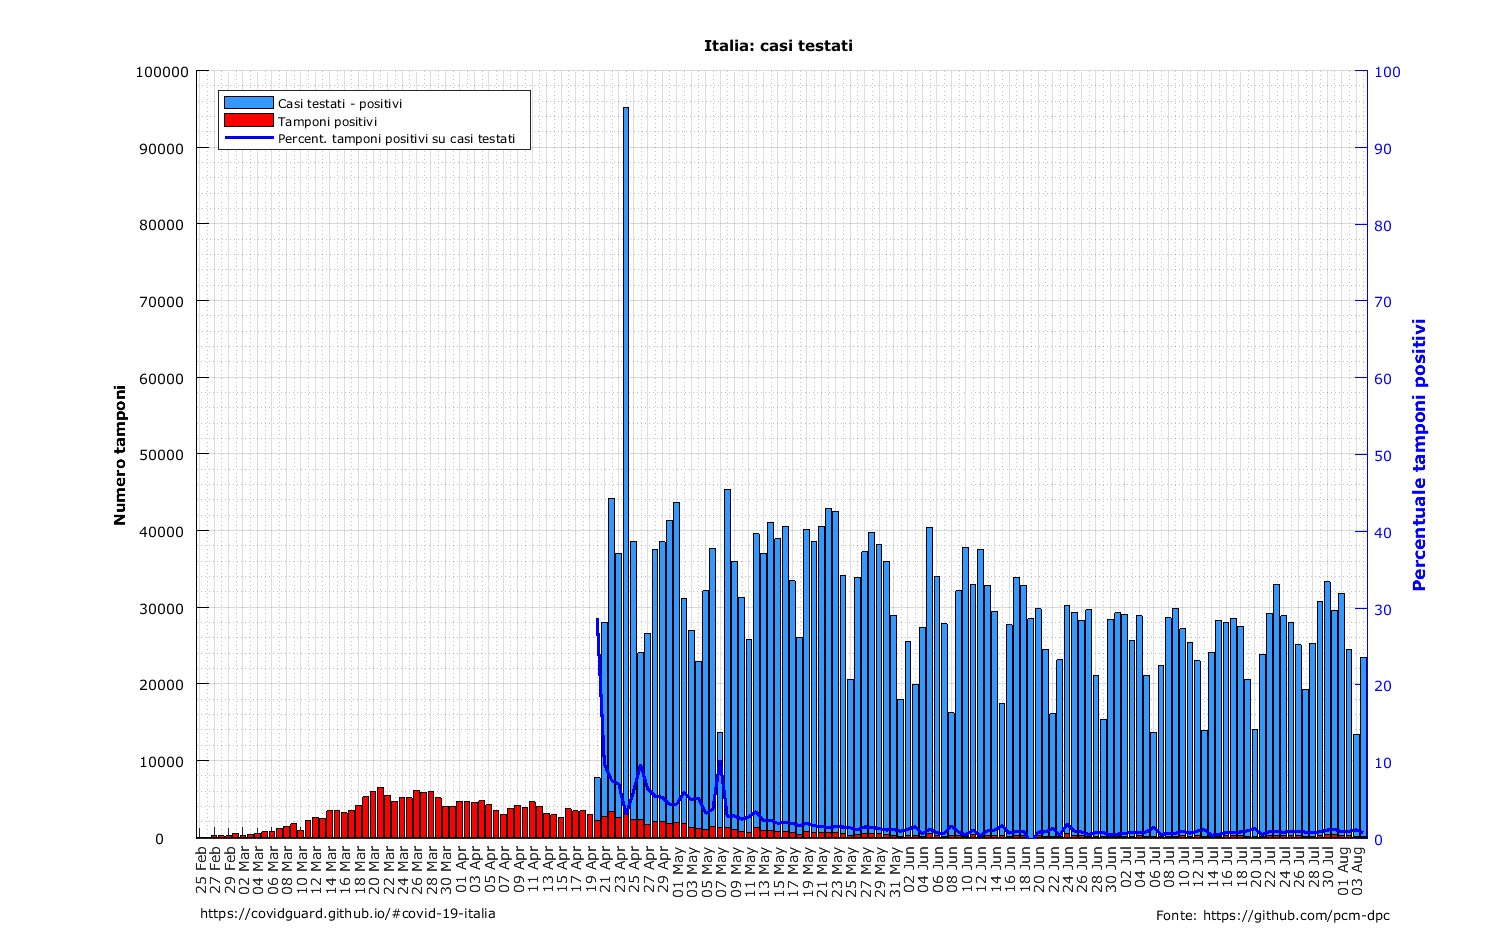 Italia: casi testati
Casi testati - positivi
Tamponi positivi
Percent. tamponi positivi su casi testati
Numero tamponi
100000
90000
80000
70000
60000
50000
40000
30000
20000
10000
0
100
90
80
70
60
50
40
30
20
10
0
Percentuale tamponi positivi
25 Feb
27 Feb
29 Feb
02 Mar
04 Mar
06 Mar
08 Mar
10 Mar
12 Mar
14 Mar
16 Mar
18 Mar
20 Mar
22 Mar
24 Mar
26 Mar
28 Mar
30 Mar
01 Apr
03 Apr
05 Apr
07 Apr
09 Apr
11 Apr
13 Apr
15 Apr
17 Apr
19 Apr
21 Apr
23 Apr
25 Apr
27 Apr
29 Apr
01 May
03 May
05 May
07 May
09 May
11 May
13 May
15 May
17 May
19 May
21 May
23 May
25 May
27 May
29 May
31 May
02 Jun
04 Jun
06 Jun
08 Jun
10 Jun
12 Jun
14 Jun
16 Jun
18 Jun
20 Jun
22 Jun
24 Jun
26 Jun
28 Jun
30 Jun
02 Jul
04 Jul
06 Jul
08 Jul
10 Jul
12 Jul
14 Jul
16 Jul
18 Jul
20 Jul
22 Jul
24 Jul
26 Jul
28 Jul
30 Jul
01 Aug
03 Aug
https://covidguard.github.io/#covid-19-italia
Fonte: https://github.com/pcm-dpc